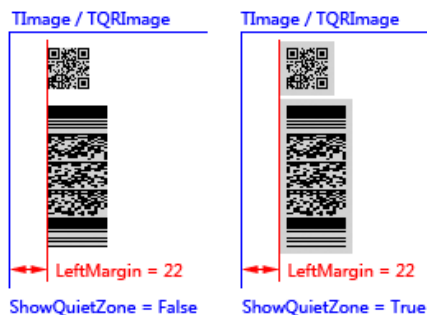 TImage / TQRImage
TImage / TQRImage
LeftMargin = 22
LeftMargin = 22
ShowQuietZone = False
ShowQuietZone = True